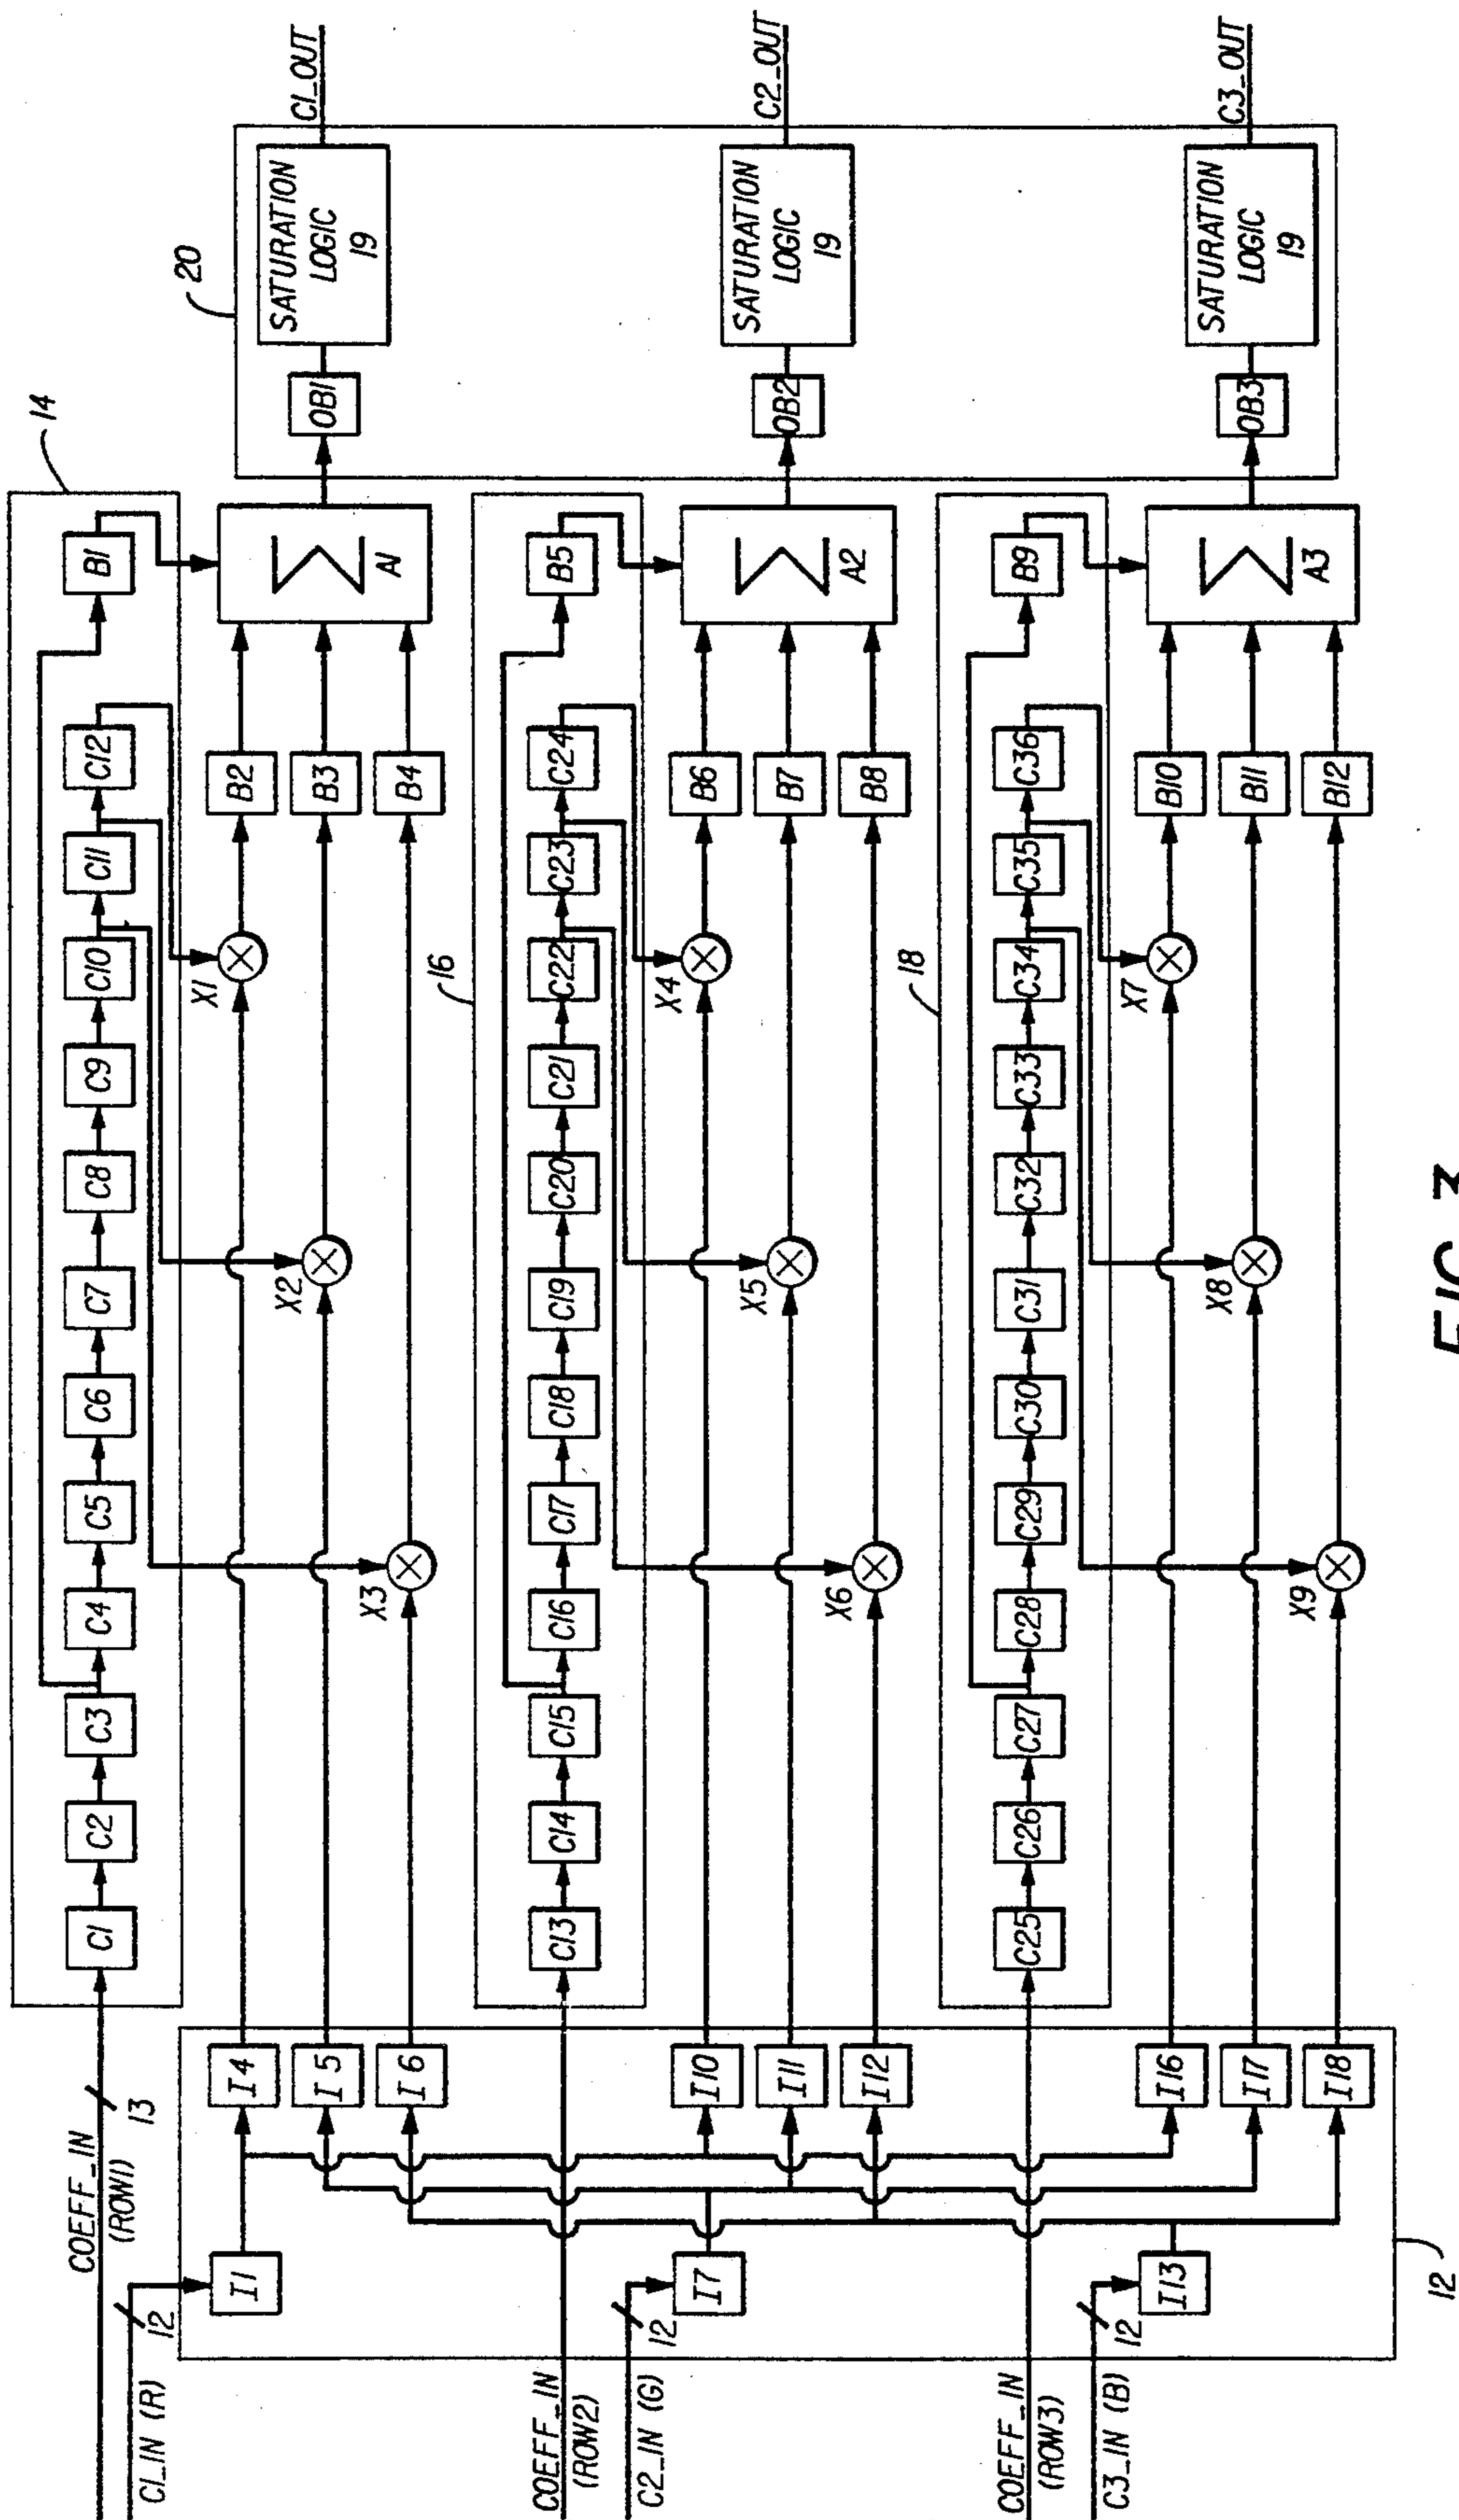 COEFF_IN
(ROW1)
13
C1_IN (R)
12
C1
C2
C3
C4
C5
C6
C7
C8
C9
C10
C11
C12
B1
14
I1
I4
I5
I6
X1
X2
X3
B2
B3
B4
Σ
A1
20
OB1
SATURATION
LOGIC
19
C1_OUT
COEFF_IN
(ROW2)
C2_IN (G)
12
C13
C14
C15
C16
C17
C18
C19
C20
C21
C22
C23
C24
B5
16
I7
I10
I11
I12
X4
X5
X6
B6
B7
B8
Σ
A2
OB2
SATURATION
LOGIC
19
C2_OUT
COEFF_IN
(ROW3)
C3_IN (B)
12
C25
C26
C27
C28
C29
C30
C31
C32
C33
C34
C35
C36
B9
18
I13
I16
I17
I18
X7
X8
X9
B10
B11
B12
Σ
A3
OB3
SATURATION
LOGIC
19
C3_OUT
12
FIG. 3